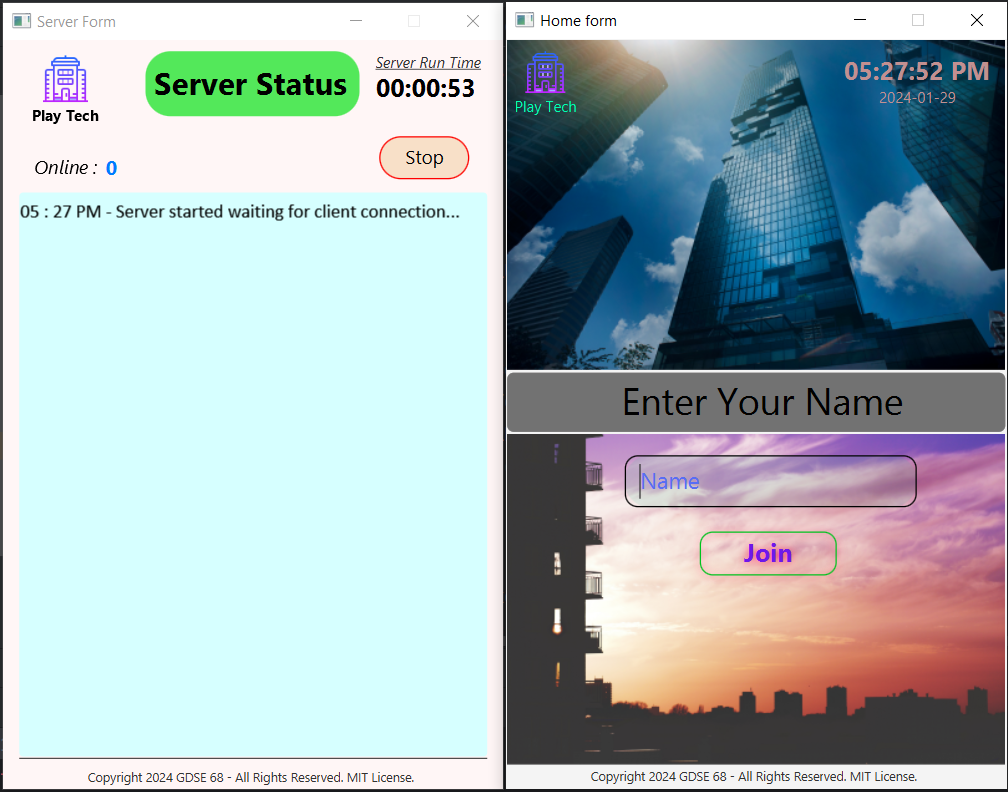 Server Form
Play Tech
Server Status
Server Run Time
00:00:53
Online : 0
Stop
05 : 27 PM - Server started waiting for client connection...
Copyright 2024 GDSE 68 - All Rights Reserved. MIT License.
Home form
Play Tech
05:27:52 PM
2024-01-29
Enter Your Name
Name
Join
Copyright 2024 GDSE 68 - All Rights Reserved. MIT License.